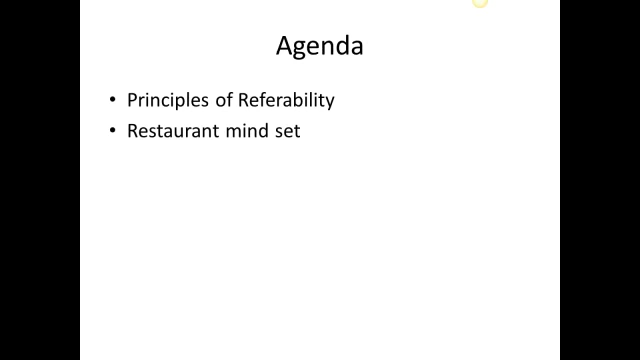 Agenda
• Principles of Referability
• Restaurant mind set